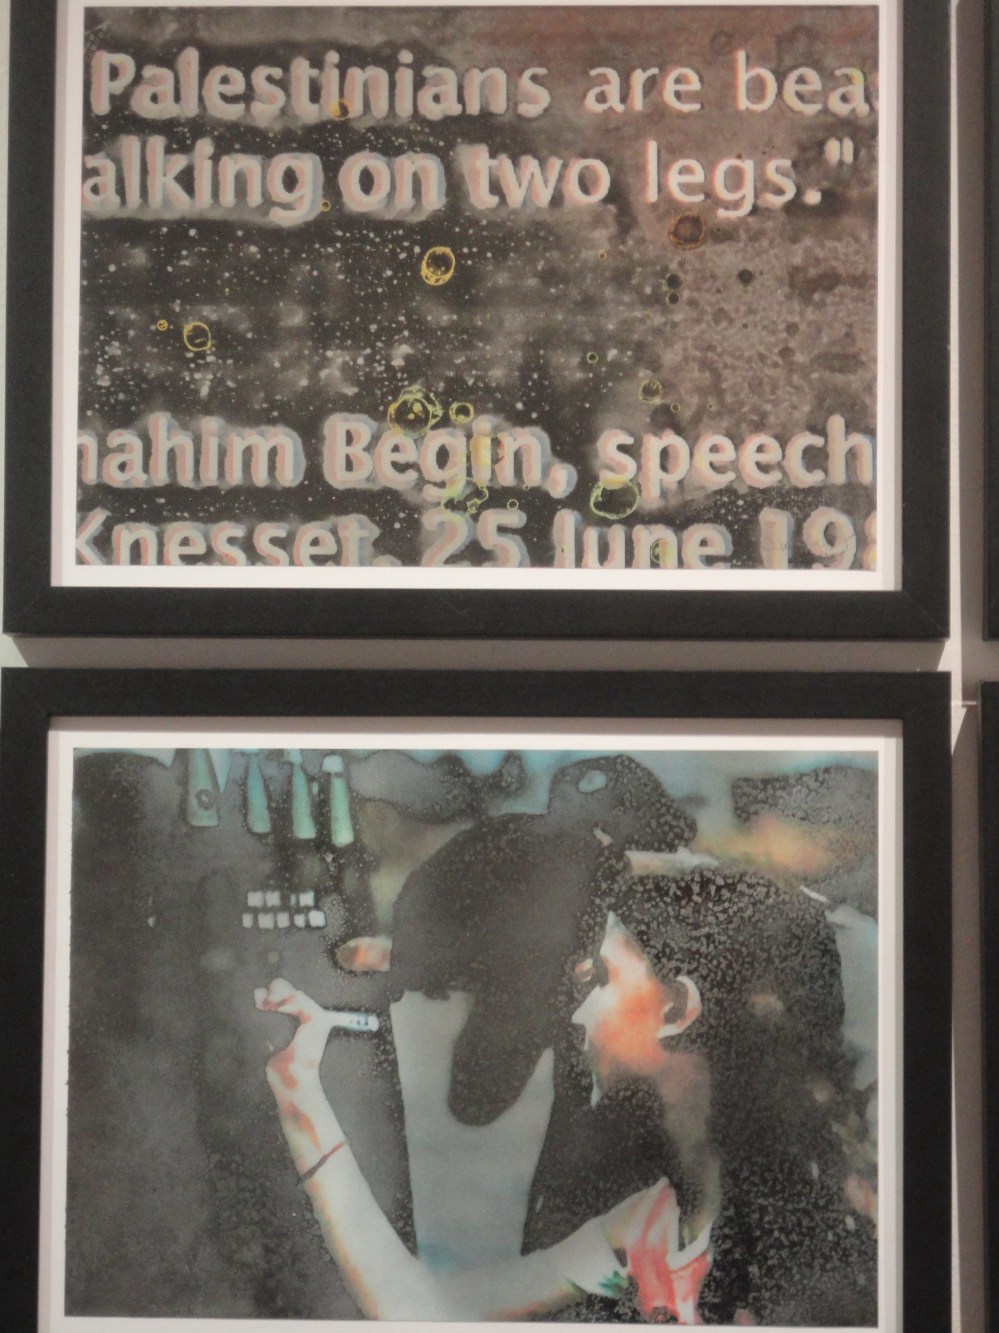 Palestinians are bea
alking on two legs."
nahim Begin, speech
Knesset, 25 June 19